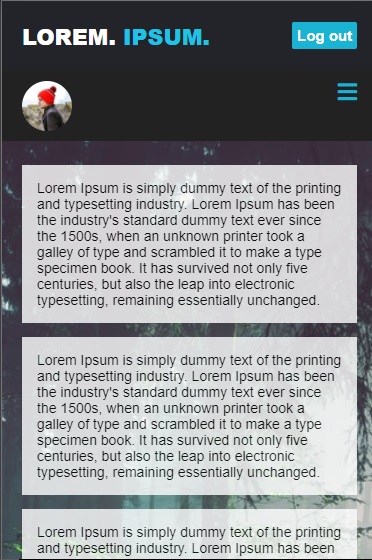 LOREM. IPSUM.
Log out
Lorem Ipsum is simply dummy text of the printing
and typesetting industry. Lorem Ipsum has been
the industry's standard dummy text ever since
the 1500s, when an unknown printer took a
galley of type and scrambled it to make a type
specimen book. It has survived not only five
centuries, but also the leap into electronic
typesetting, remaining essentially unchanged.
Lorem Ipsum is simply dummy text of the printing
and typesetting industry. Lorem Ipsum has been
the industry's standard dummy text ever since
the 1500s, when an unknown printer took a
galley of type and scrambled it to make a type
specimen book. It has survived not only five
centuries, but also the leap into electronic
typesetting, remaining essentially unchanged.
Lorem Ipsum is simply dummy text of the printing
and typesetting industry. Lorem Ipsum has been